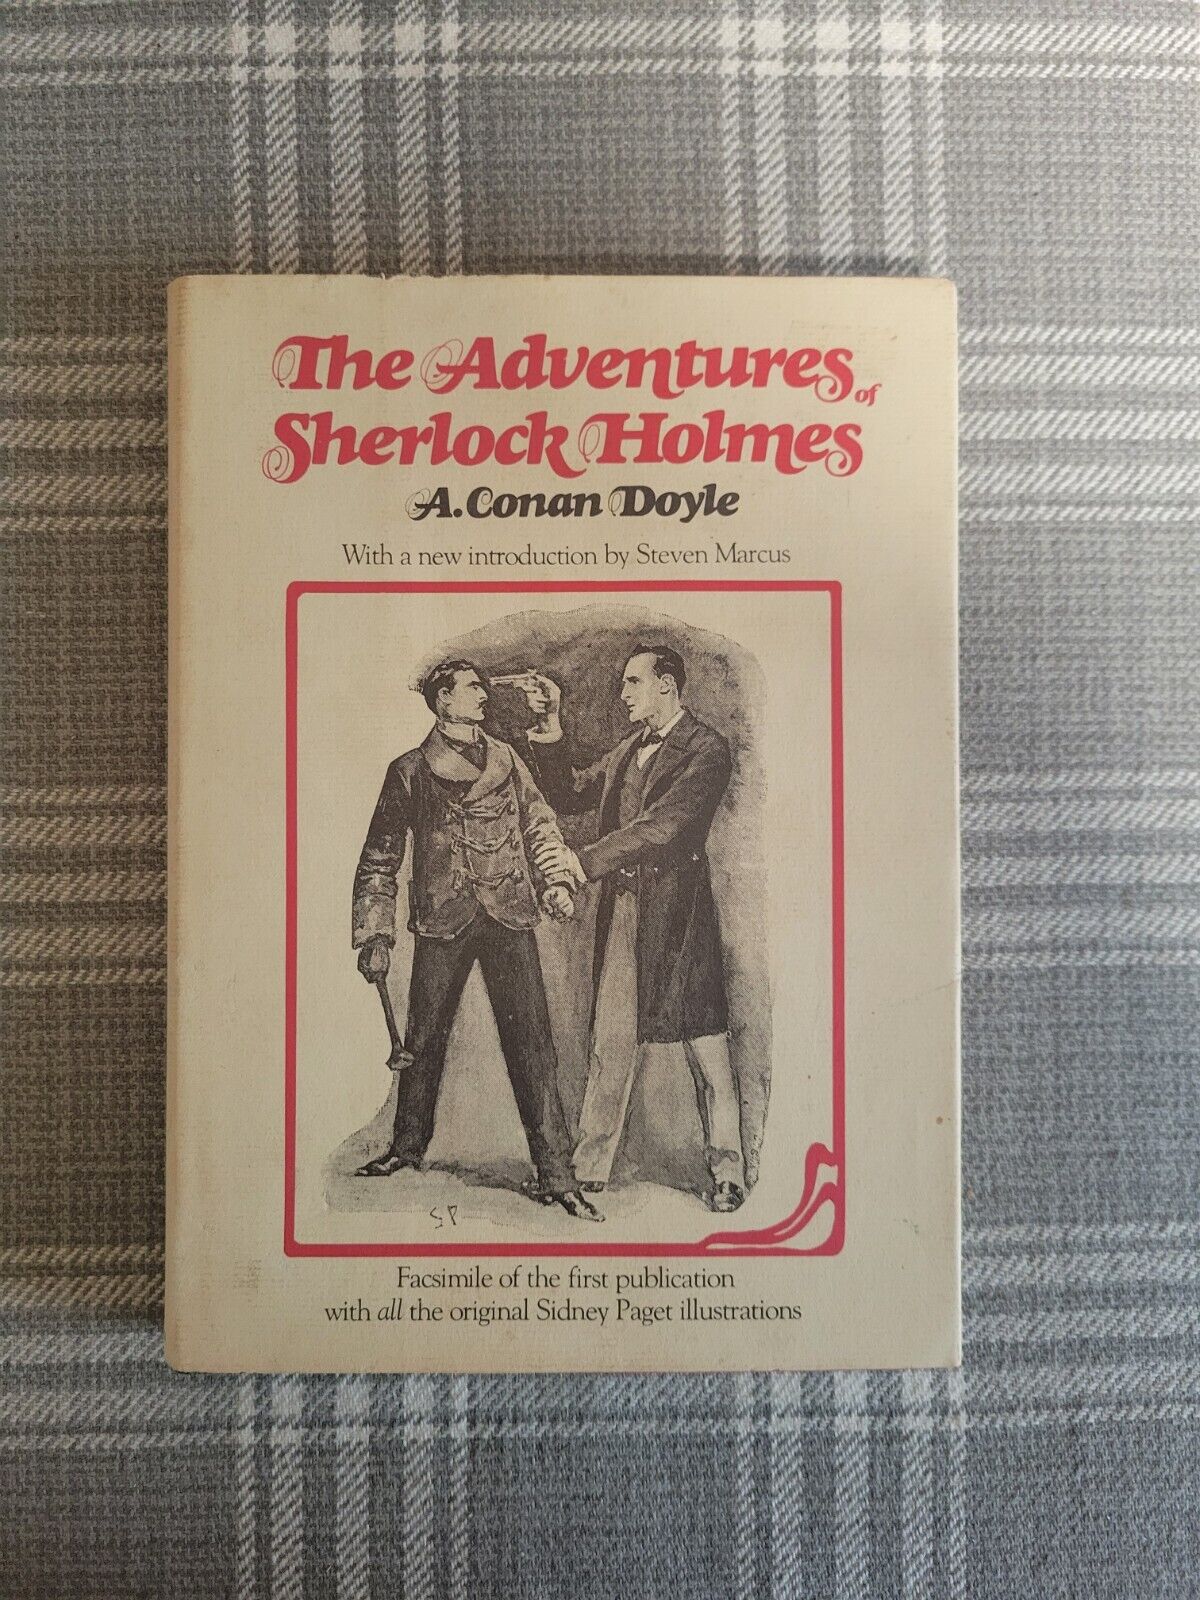 The Adventures of
Sherlock Holmes
A. Conan Doyle
With a new introduction by Steven Marcus
SP
Facsimile of the first publication
with all the original Sidney Paget illustrations